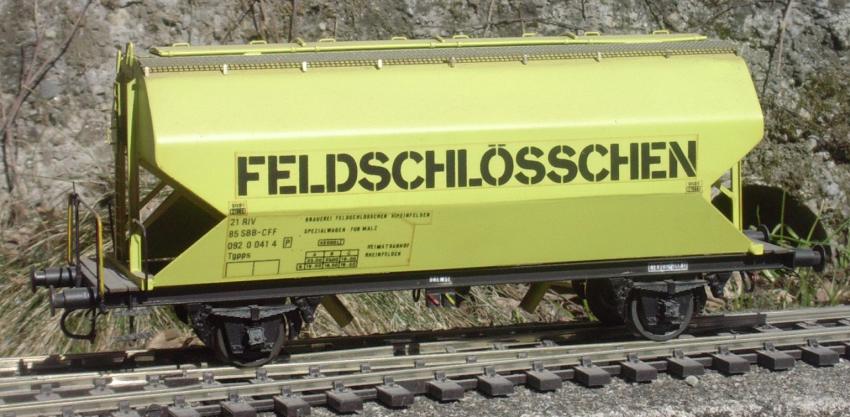 FELDSCHLÖSSCHEN
21 RIV
85 SBB-CFF
092 0 041 4 P
Tgpps
BRAUEREI FELDSCHLÖSSCHEN RHEINFELDEN
SPEZIALWAGEN FÜR MALZ
HEIMATBAHNHOF
RHEINFELDEN
A B C